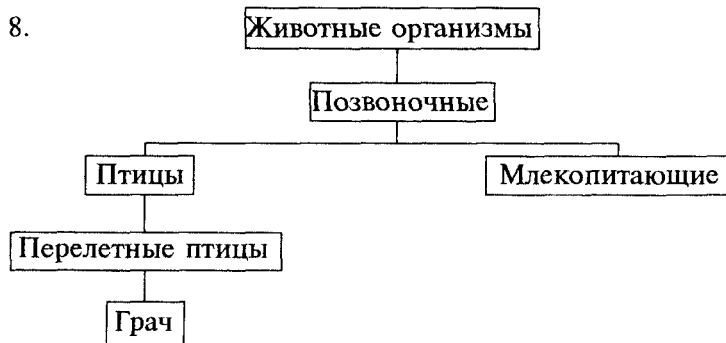 8.
Животные организмы
Позвоночные
Птицы
Млекопитающие
Перелетные птицы
Грач